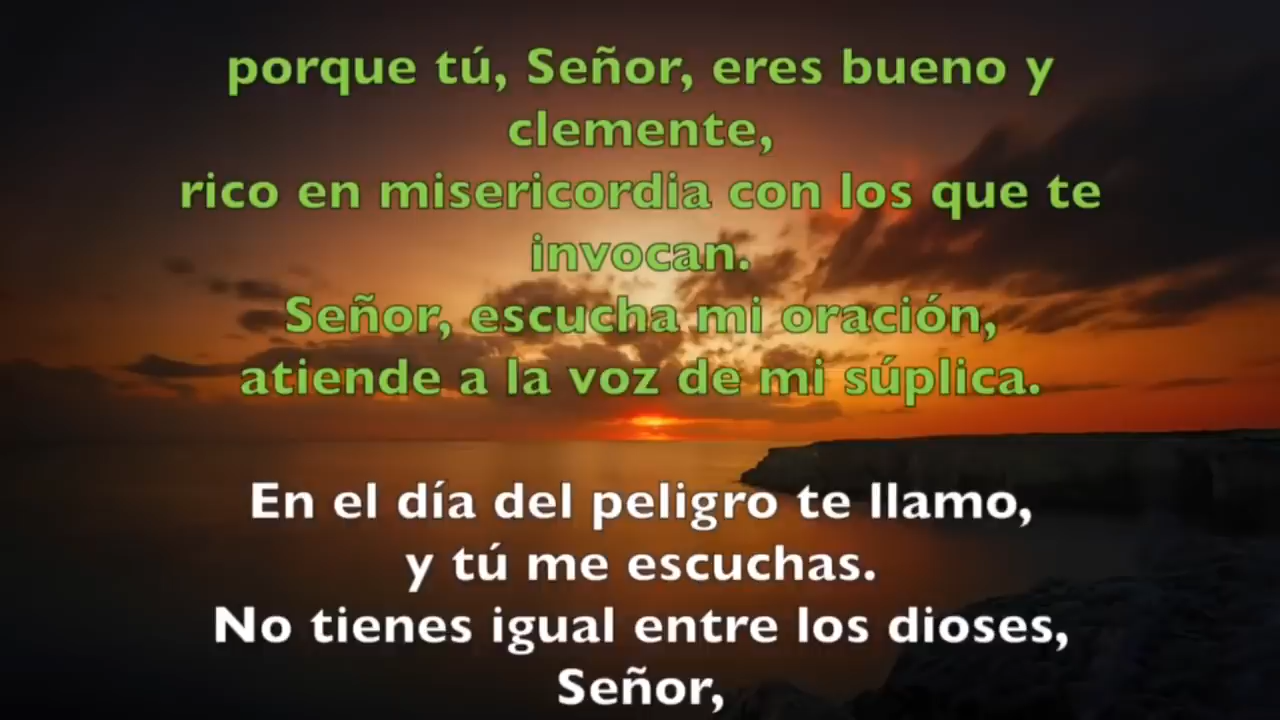 porque tú, Señor, eres bueno y
clemente,
rico en misericordia con los que te
invocan.
Señor, escucha mi oración,
atiende a la voz de mi súplica.
En el día del peligro te llamo,
y tú me escuchas.
No tienes igual entre los dioses,
Señor,